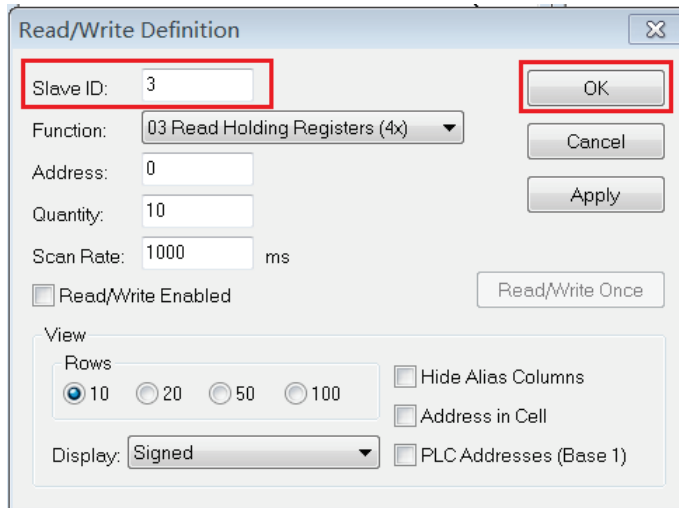 Read/Write Definition
Slave ID: 3
OK
Function: 03 Read Holding Registers (4x)
Cancel
Address: 0
Apply
Quantity: 10
Scan Rate: 1000 ms
Read/Write Enabled
Read/Write Once
View
Rows
10 20 50 100
Hide Alias Columns
Address in Cell
Display: Signed
PLC Addresses (Base 1)